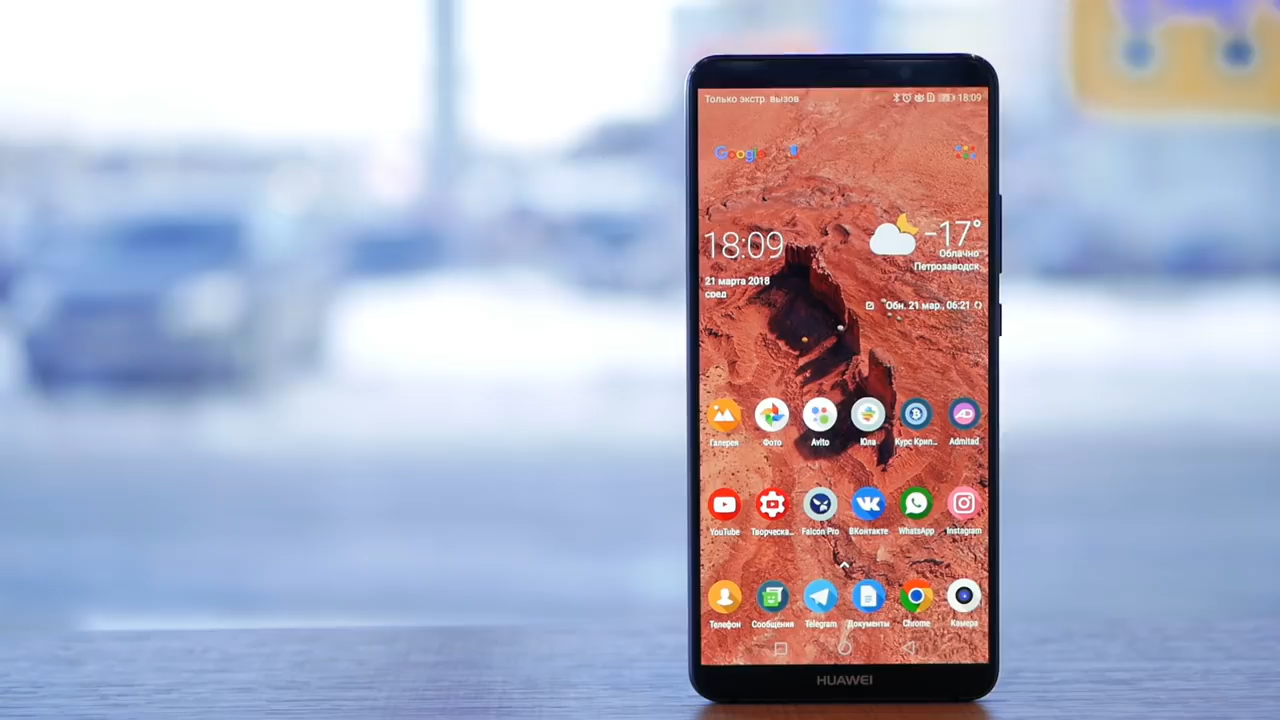 Только экстр. вызов
18:09
Google
18:09
21 марта 2018
сред
-17°
Облачно
Петрозаводск
Обн. 21 мар., 06:21
Галерея Фото Avito Юла Курс Крип... Admitad
YouTube Творческа... Falcon Pro ВКонтакте WhatsApp Instagram
Телефон Сообщения Telegram Документы Chrome Камера
HUAWEI